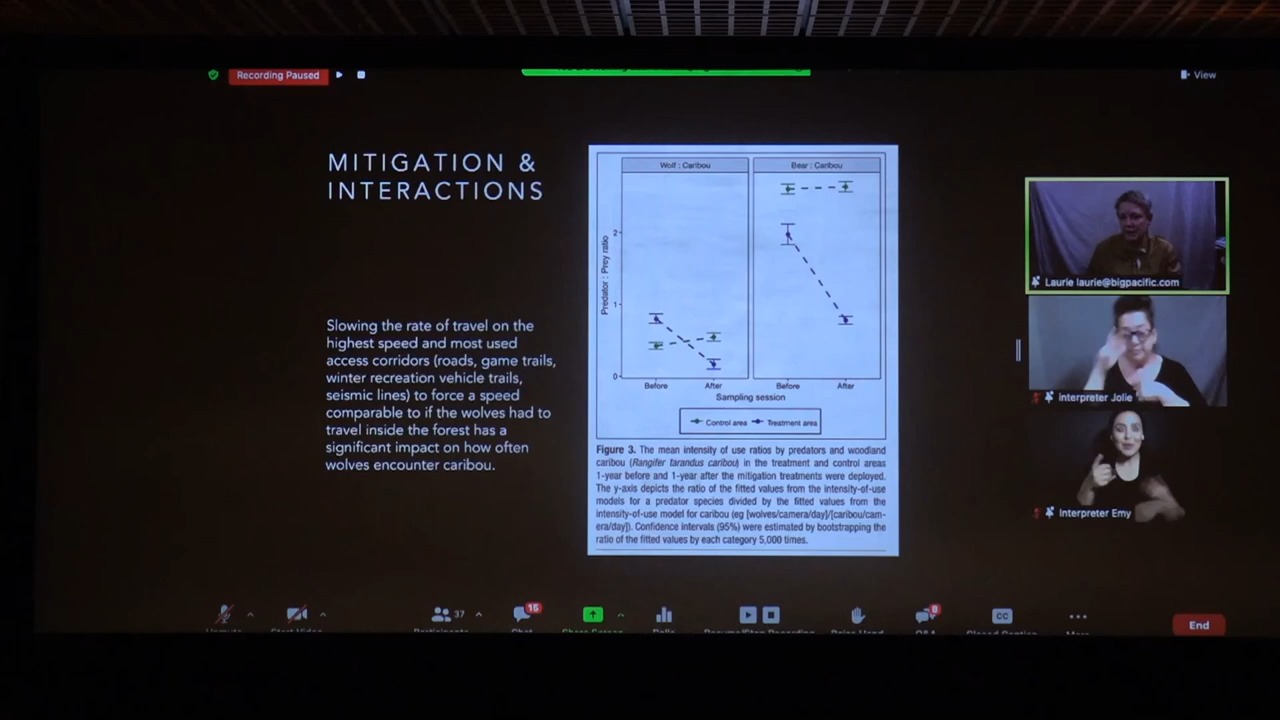 Recording Paused
View
MITIGATION &
INTERACTIONS
Slowing the rate of travel on the
highest speed and most used
access corridors (roads, game trails,
winter recreation vehicle trails,
seismic lines) to force a speed
comparable to if the wolves had to
travel inside the forest has a
significant impact on how often
wolves encounter caribou.
Wolf : Caribou
Bear : Caribou
Predator : Prey ratio
2
1
0
Before
After
Before
After
Sampling session
Control area
Treatment area
Figure 3. The mean intensity of use ratios by predators and woodland
caribou (Rangifer tarandus caribou) in the treatment and control areas
1-year before and 1-year after the mitigation treatments were deployed.
The y-axis depicts the ratio of the fitted values from the intensity-of-use
models for a predator species divided by the fitted values from the
intensity-of-use model for caribou (eg [wolves/camera/day]/[caribou/cam-
era/day]). Confidence intervals (95%) were estimated by bootstrapping the
ratio of the fitted values by each category 5,000 times.
Laurie laurie@bigpacific.com
Interpreter Jolie
Interpreter Emy
37
15
8
CC
End